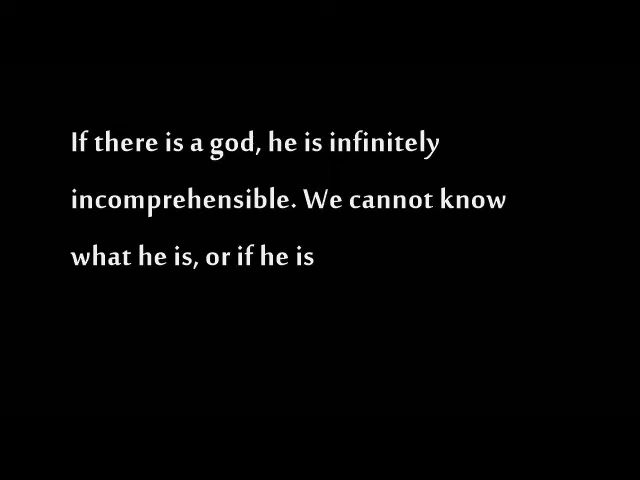 If there is a god, he is infinitely
incomprehensible. We cannot know
what he is, or if he is